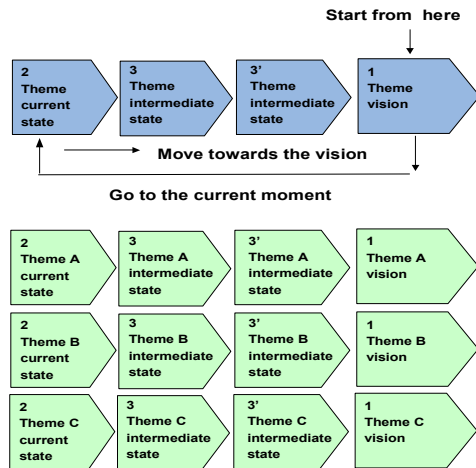 Start from here
2
Theme
current
state
3
Theme
intermediate
state
3’
Theme
intermediate
state
1
Theme
vision
Move towards the vision
Go to the current moment
2
Theme A
current
state
3
Theme A
intermediate
state
3’
Theme A
intermediate
state
1
Theme A
vision
2
Theme B
current
state
3
Theme B
intermediate
state
3’
Theme B
intermediate
state
1
Theme B
vision
2
Theme C
current
state
3
Theme C
intermediate
state
3’
Theme C
intermediate
state
1
Theme C
vision